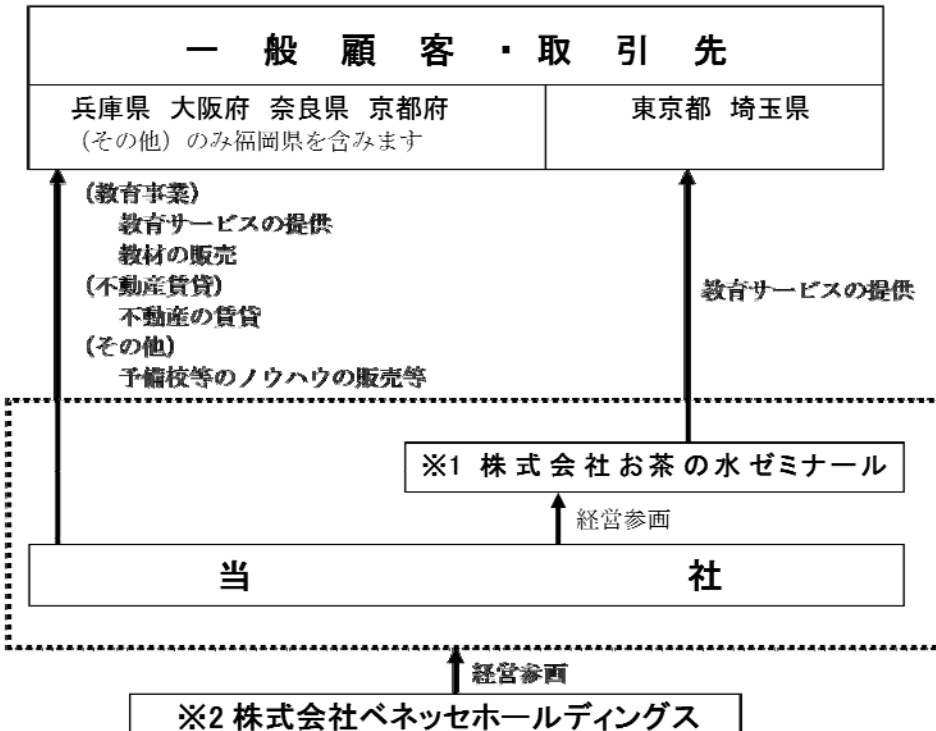 一般顧客・取引先
兵庫県 大阪府 奈良県 京都府
(その他)のみ福岡県を含みます
東京都 埼玉県
(教育事業)
教育サービスの提供
教材の販売
(不動産賃貸)
不動産の賃貸
(その他)
予備校等のノウハウの販売等
教育サービスの提供
※1 株式会社お茶の水ゼミナール
経営参画
当社
経営参画
※2 株式会社ベネッセホールディングス